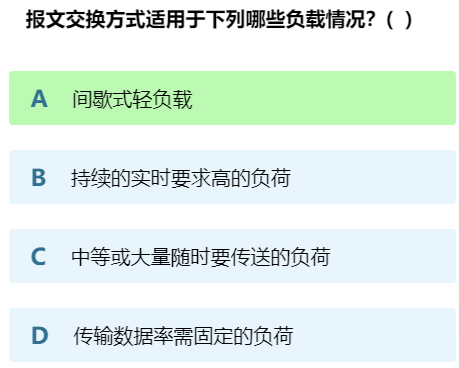 报文交换方式适用于下列哪些负载情况?( )
A 间歇式轻负载
B 持续的实时要求高的负荷
C 中等或大量随时要传送的负荷
D 传输数据率需固定的负荷